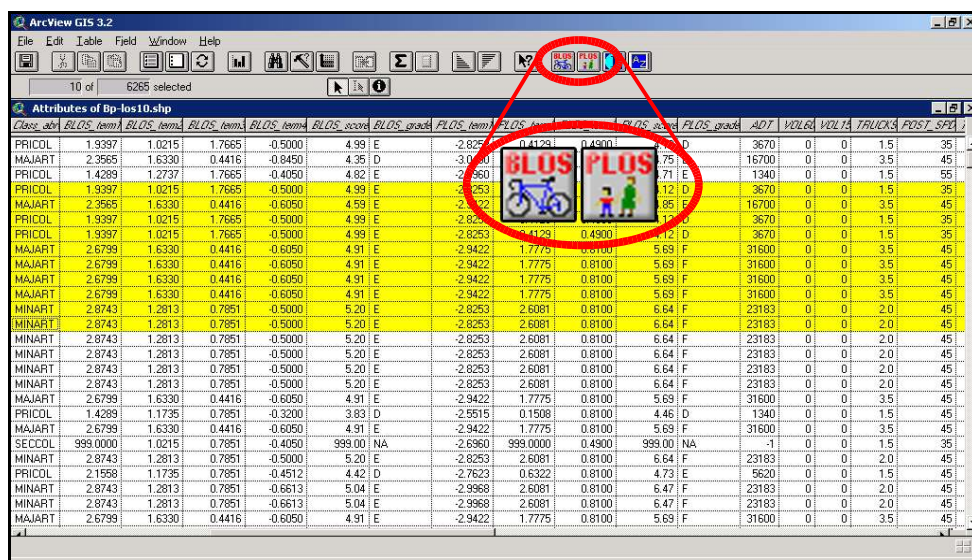 ArcView GIS 3.2
File Edit Table Field Window Help
BLOS PLOS
10 of 6265 selected
Attributes of Bp-los10.shp
Class_abr BLOS_term1 BLOS_term2 BLOS_term3 BLOS_term4 BLOS_score BLOS_grade PLOS_score PLOS_grade ADT TRUCKS POST_SPD
PRICOL 1.9397 1.0215 1.7665 -0.5000 4.99 E 0.4129 0.4900 D 3670 0 0 1.5 35
MAJART 2.3565 1.6330 0.4416 -0.8450 4.35 D 16700 0 0 3.5 45
PRICOL 1.4289 1.2737 1.7665 -0.4050 4.82 E E 1340 0 0 1.5 55
PRICOL 1.9397 1.0215 1.7665 -0.5000 4.99 E D 3670 0 0 1.5 35
MAJART 2.3565 1.6330 0.4416 -0.6050 4.59 E E 16700 0 0 3.5 45
PRICOL 1.9397 1.0215 1.7665 -0.5000 4.99 E D 3670 0 0 1.5 35
PRICOL 1.9397 1.0215 1.7665 -0.5000 4.99 E -2.8253 0.4129 0.4900 4.12 D 3670 0 0 1.5 35
MAJART 2.6799 1.6330 0.4416 -0.6050 4.91 E -2.9422 1.7775 0.8100 5.69 F 31600 0 0 3.5 45
MAJART 2.6799 1.6330 0.4416 -0.6050 4.91 E -2.9422 1.7775 0.8100 5.69 F 31600 0 0 3.5 45
MAJART 2.6799 1.6330 0.4416 -0.6050 4.91 E -2.9422 1.7775 0.8100 5.69 F 31600 0 0 3.5 45
MAJART 2.6799 1.6330 0.4416 -0.6050 4.91 E -2.9422 1.7775 0.8100 5.69 F 31600 0 0 3.5 45
MINART 2.8743 1.2813 0.7851 -0.5000 5.20 E -2.8253 2.6081 0.8100 6.64 F 23183 0 0 2.0 45
MINART 2.8743 1.2813 0.7851 -0.5000 5.20 E -2.8253 2.6081 0.8100 6.64 F 23183 0 0 2.0 45
MINART 2.8743 1.2813 0.7851 -0.5000 5.20 E -2.8253 2.6081 0.8100 6.64 F 23183 0 0 2.0 45
MINART 2.8743 1.2813 0.7851 -0.5000 5.20 E -2.8253 2.6081 0.8100 6.64 F 23183 0 0 2.0 45
MINART 2.8743 1.2813 0.7851 -0.5000 5.20 E -2.8253 2.6081 0.8100 6.64 F 23183 0 0 2.0 45
MINART 2.8743 1.2813 0.7851 -0.5000 5.20 E -2.8253 2.6081 0.8100 6.64 F 23183 0 0 2.0 45
MAJART 2.6799 1.6330 0.4416 -0.6050 4.91 E -2.9422 1.7775 0.8100 5.69 F 31600 0 0 3.5 45
PRICOL 1.4289 1.1735 0.7851 -0.3200 3.83 D -2.5515 0.1508 0.8100 4.46 D 1340 0 0 1.5 45
MAJART 2.6799 1.6330 0.4416 -0.6050 4.91 E -2.9422 1.7775 0.8100 5.69 F 31600 0 0 3.5 45
SECCOL 999.0000 1.0215 0.7851 -0.4050 999.00 NA -2.6960 999.0000 0.4900 999.00 NA -1 0 0 1.5 35
MINART 2.8743 1.2813 0.7851 -0.5000 5.20 E -2.8253 2.6081 0.8100 6.64 F 23183 0 0 2.0 45
PRICOL 2.1558 1.1735 0.7851 -0.4512 4.42 D -2.7623 0.6322 0.8100 4.73 E 5620 0 0 1.5 45
MINART 2.8743 1.2813 0.7851 -0.6613 5.04 E -2.9968 2.6081 0.8100 6.47 F 23183 0 0 2.0 45
MINART 2.8743 1.2813 0.7851 -0.6613 5.04 E -2.9968 2.6081 0.8100 6.47 F 23183 0 0 2.0 45
MAJART 2.6799 1.6330 0.4416 -0.6050 4.91 E -2.9422 1.7775 0.8100 5.69 F 31600 0 0 3.5 45
BLOS PLOS